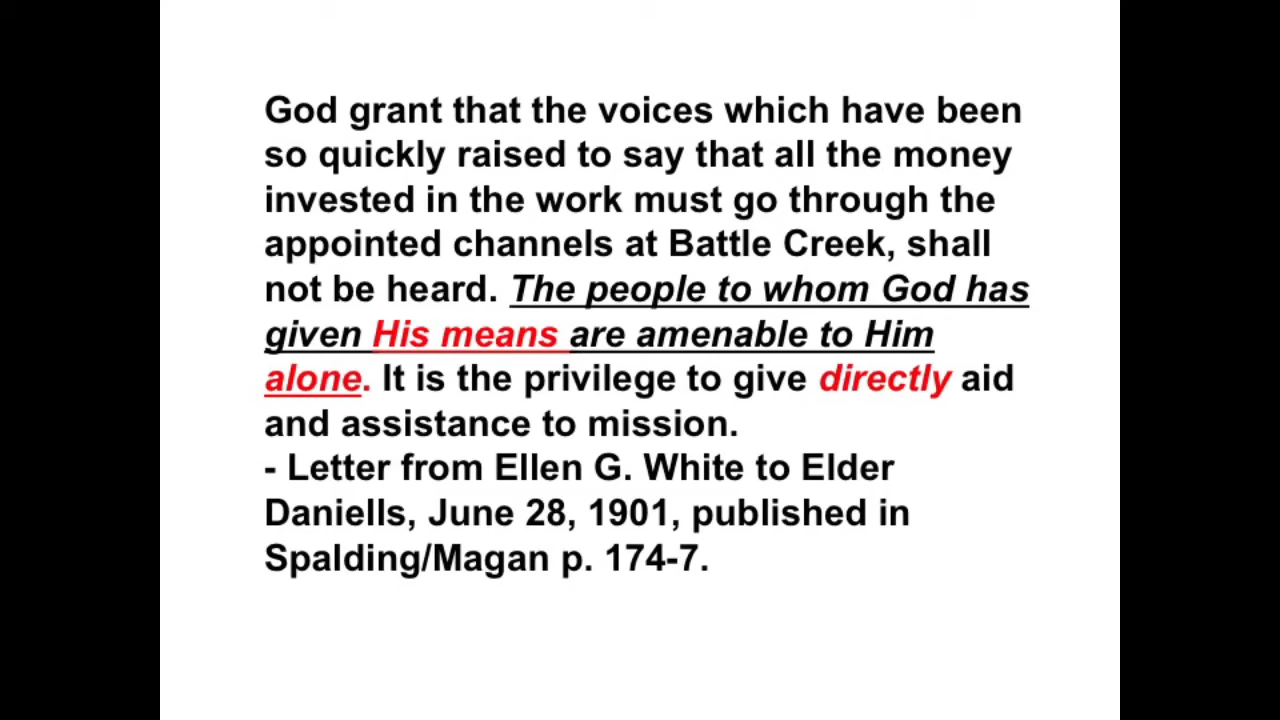 God grant that the voices which have been
so quickly raised to say that all the money
invested in the work must go through the
appointed channels at Battle Creek, shall
not be heard. The people to whom God has
given His means are amenable to Him
alone. It is the privilege to give directly aid
and assistance to mission.
- Letter from Ellen G. White to Elder
Daniells, June 28, 1901, published in
Spalding/Magan p. 174-7.